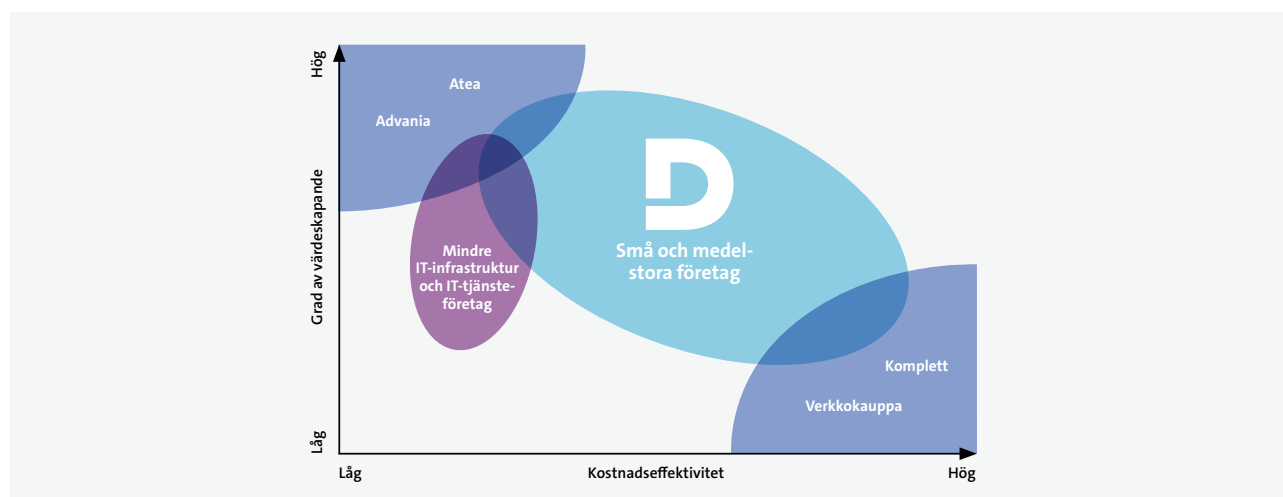 Hög
Atea
Advania
Grad av värdeskapande
Små och medel-
stora företag
Mindre
IT-infrastruktur
och IT-tjänste-
företag
Komplett
Verkkokauppa
Låg
Låg
Kostnadseffektivitet
Hög